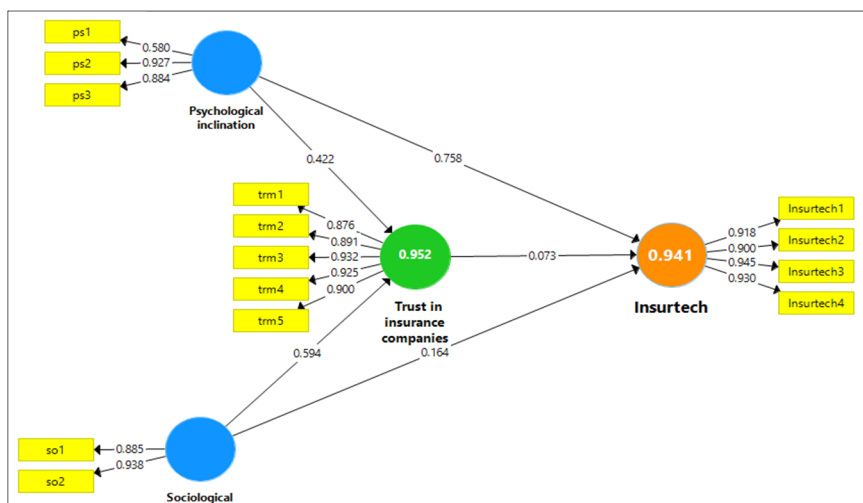 ps1
0.580
ps2
0.927
ps3
0.884
Psychological
inclination
0.422
0.758
trm1
0.876
trm2
0.891
trm3
0.932
trm4
0.925
trm5
0.900
0.952
Trust in
insurance
companies
0.073
0.941
Insurtech
0.918
Insurtech1
0.900
Insurtech2
0.945
Insurtech3
0.930
Insurtech4
0.594
0.164
so1
0.885
so2
0.938
Sociological